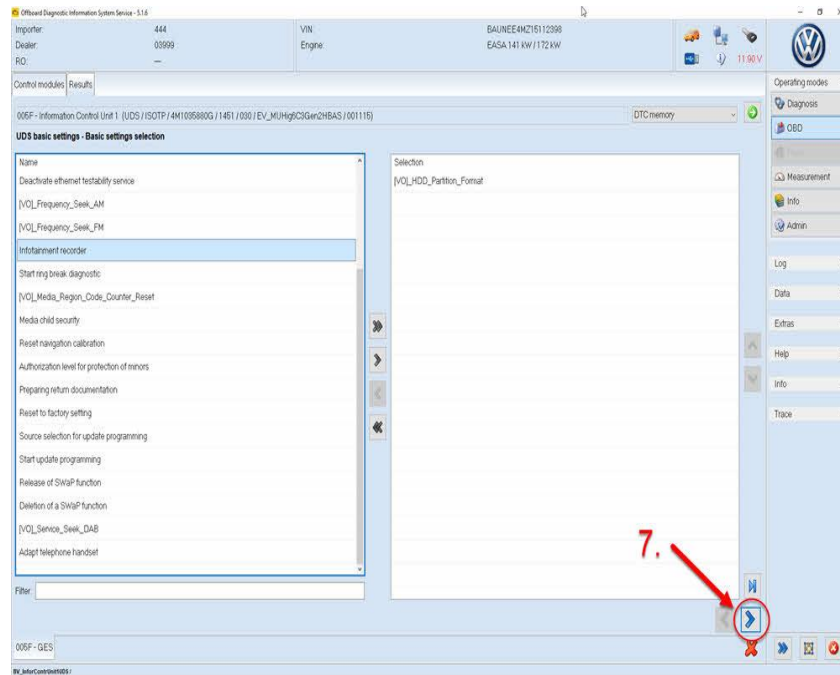 Offboard Diagnostic Information System Service - 5.1.6
Importer: 444 VIN: BAUNEE4MZ15112398
Dealer: 03999 Engine: EASA 141 kW / 172 kW
RO: —
11.90 V
Control modules Results
Operating modes
005F - Information Control Unit 1 (UDS / ISOTP / 4M1035880G / 1451 / 030 / EV_MUHig6C3Gen2HBAS / 001115) DTC memory
Diagnosis
UDS basic settings - Basic settings selection
OBD
Name
Selection
Deactivate ethernet testability service
[VO]_HDD_Partition_Format
Measurement
[VO]_Frequency_Seek_AM
Info
[VO]_Frequency_Seek_FM
Admin
Infotainment recorder
Start ring break diagnostic
Log
[VO]_Media_Region_Code_Counter_Reset
Data
Media child security
Extras
Reset navigation calibration
Help
Authorization level for protection of minors
Preparing return documentation
Info
Reset to factory setting
Trace
Source selection for update programming
Start update programming
Release of SWaP function
Deletion of a SWaP function
[VO]_Service_Seek_DAB
Adapt telephone handset
7.
Filter:
005F - GES